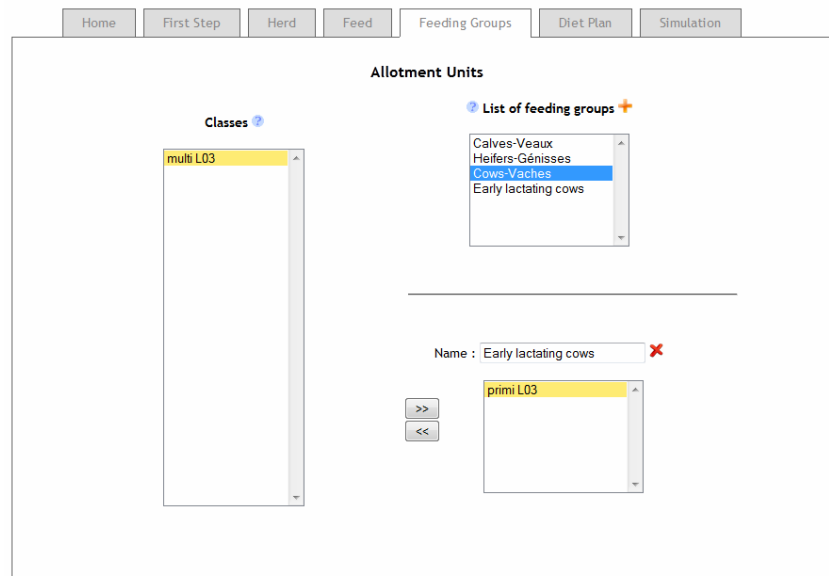 Home First Step Herd Feed Feeding Groups Diet Plan Simulation
Allotment Units
Classes ?
multi L03
? List of feeding groups
Calves-Veaux
Heifers-Génisses
Cows-Vaches
Early lactating cows
Name : Early lactating cows
primi L03
>>
<<